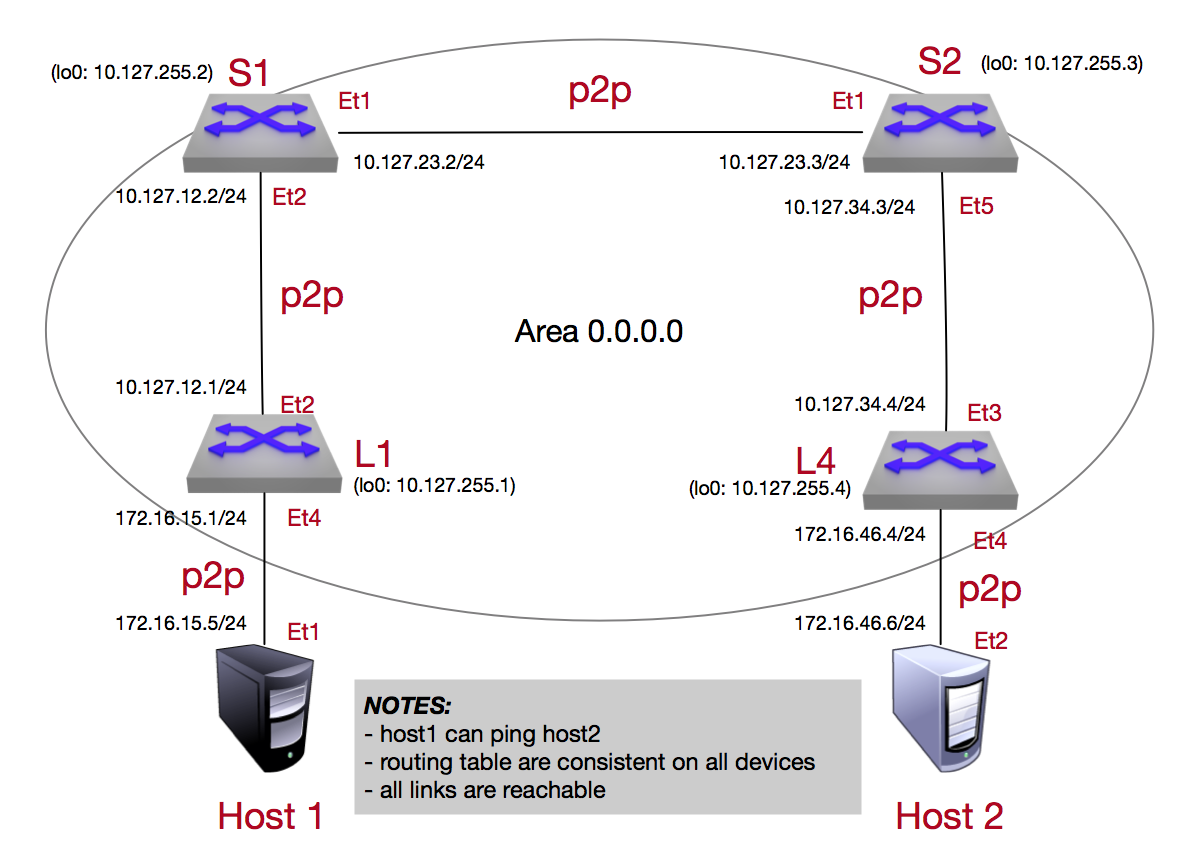 (lo0: 10.127.255.2)
S1
S2
(lo0: 10.127.255.3)
Et1
p2p
Et1
10.127.23.2/24
10.127.23.3/24
10.127.12.2/24
Et2
10.127.34.3/24
Et5
p2p
p2p
Area 0.0.0.0
10.127.12.1/24
Et2
10.127.34.4/24
Et3
L1
(lo0: 10.127.255.1)
L4
(lo0: 10.127.255.4)
172.16.15.1/24
Et4
172.16.46.4/24
Et4
p2p
p2p
172.16.15.5/24
Et1
172.16.46.6/24
Et2
NOTES:
- host1 can ping host2
- routing table are consistent on all devices
- all links are reachable
Host 1
Host 2